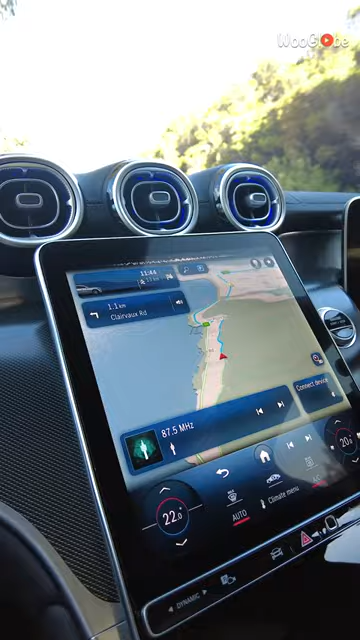 WooGlobe
11:44
1.1 km
Clairvaux Rd
Connect device
87.5 MHz
22.0
AUTO
Climate menu
A/C
20.
DYNAMIC